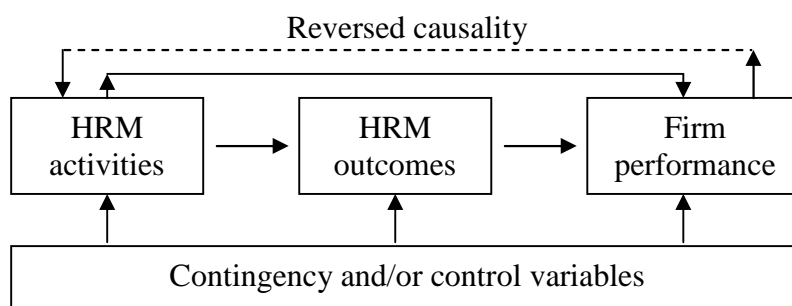 Reversed causality
HRM
activities
HRM
outcomes
Firm
performance
Contingency and/or control variables